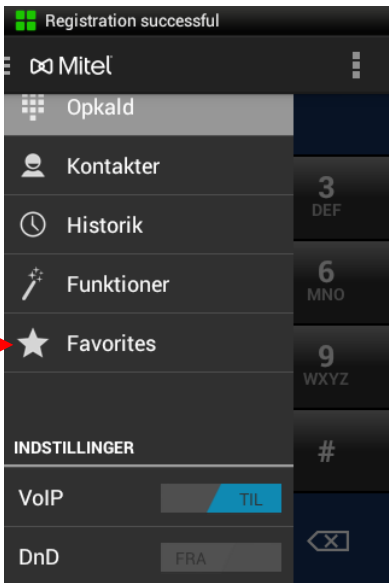 Registration successful
Mitel
Opkald
Kontakter
3
DEF
Historik
6
Funktioner
MNO
Favorites
9
WXYZ
INDSTILLINGER
#
VoIP TIL
DnD FRA